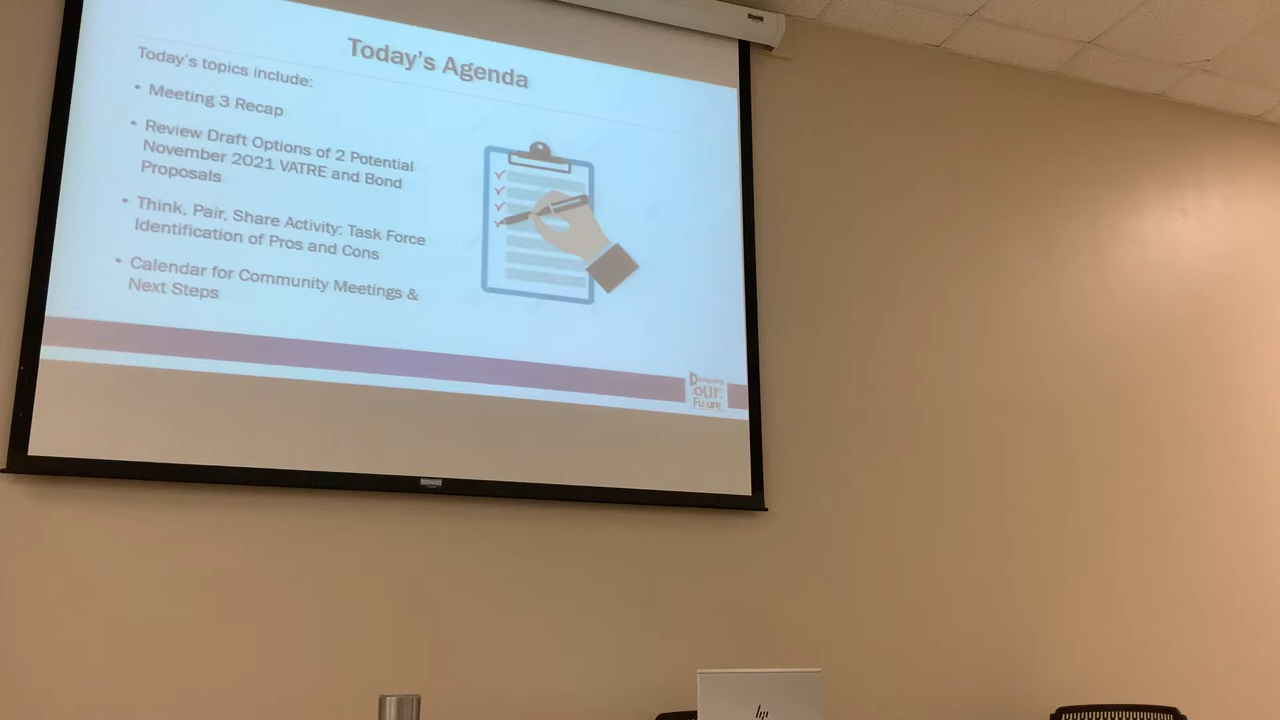 Today's Agenda
Today's topics include:
• Meeting 3 Recap
• Review Draft Options of 2 Potential
November 2021 VATRE and Bond
Proposals
• Think, Pair, Share Activity: Task Force
Identification of Pros and Cons
• Calendar for Community Meetings &
Next Steps
Designing
our
Future
hp